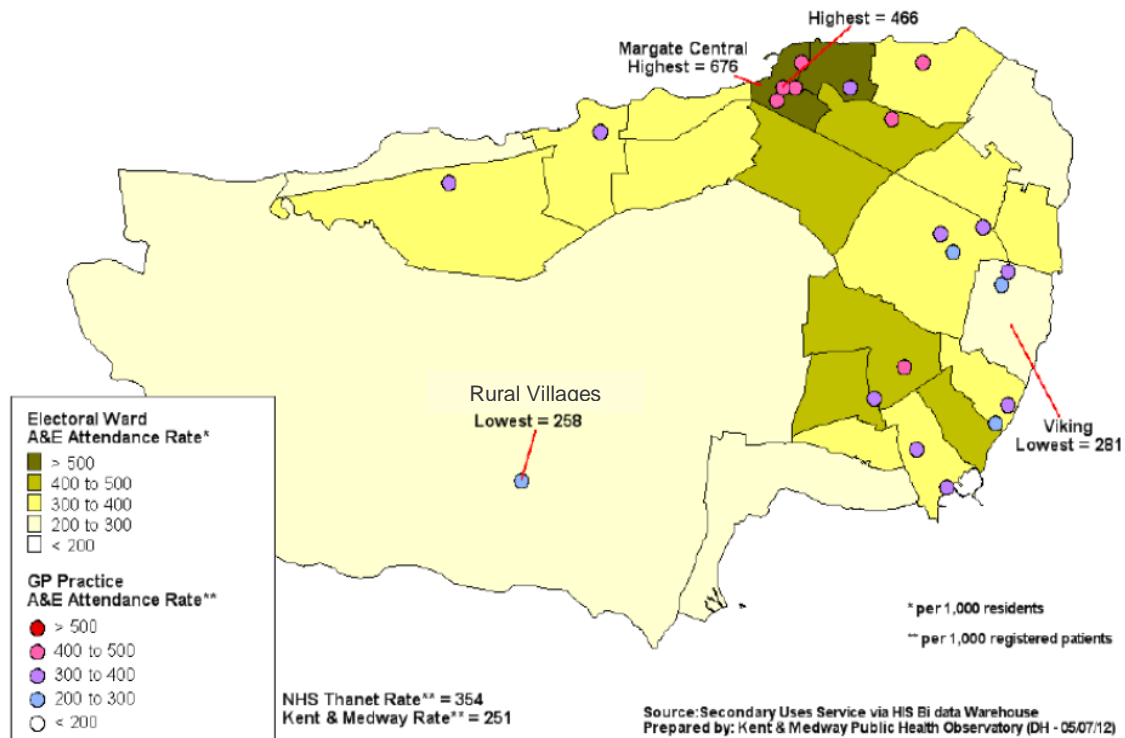 Highest = 466
Margate Central
Highest = 676
Rural Villages
Lowest = 258
Viking
Lowest = 281
Electoral Ward
A&E Attendance Rate*
> 500
400 to 500
300 to 400
200 to 300
< 200
GP Practice
A&E Attendance Rate**
> 500
400 to 500
300 to 400
200 to 300
< 200
* per 1,000 residents
** per 1,000 registered patients
NHS Thanet Rate** = 354
Kent & Medway Rate** = 251
Source:Secondary Uses Service via HIS Bi data Warehouse
Prepared by: Kent & Medway Public Health Observatory (DH - 05/07/12)